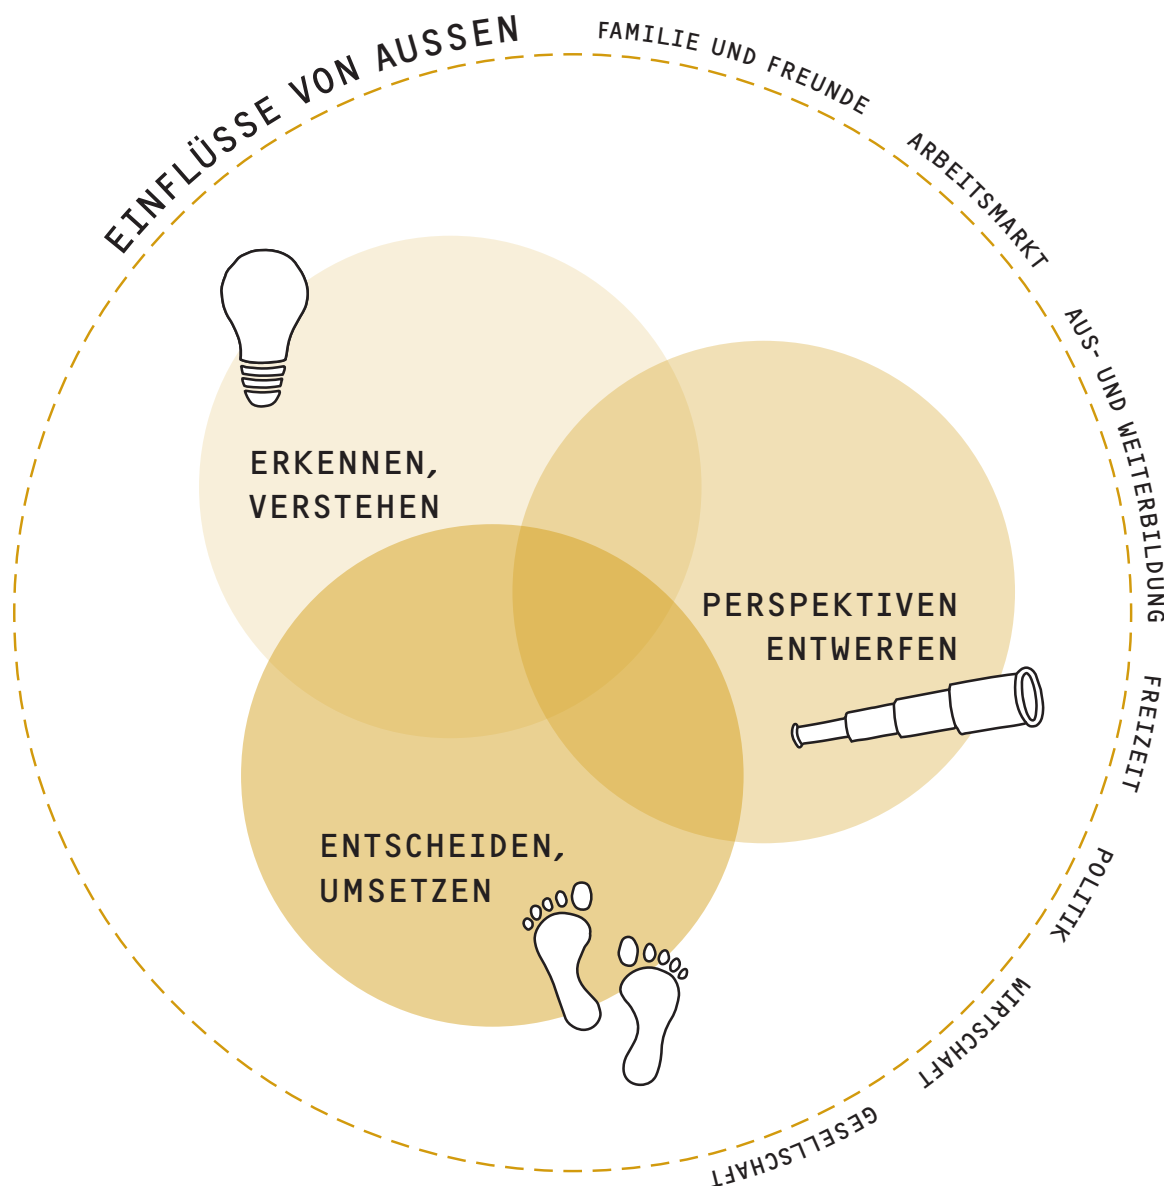 EINFLÜSSE VON AUSSEN
FAMILIE UND FREUNDE
ARBEITSMARKT
AUS- UND WEITERBILDUNG
FREIZEIT
POLITIK
WIRTSCHAFT
GESELLSCHAFT
ERKENNEN,
VERSTEHEN
PERSPEKTIVEN
ENTWERFEN
ENTSCHEIDEN,
UMSETZEN